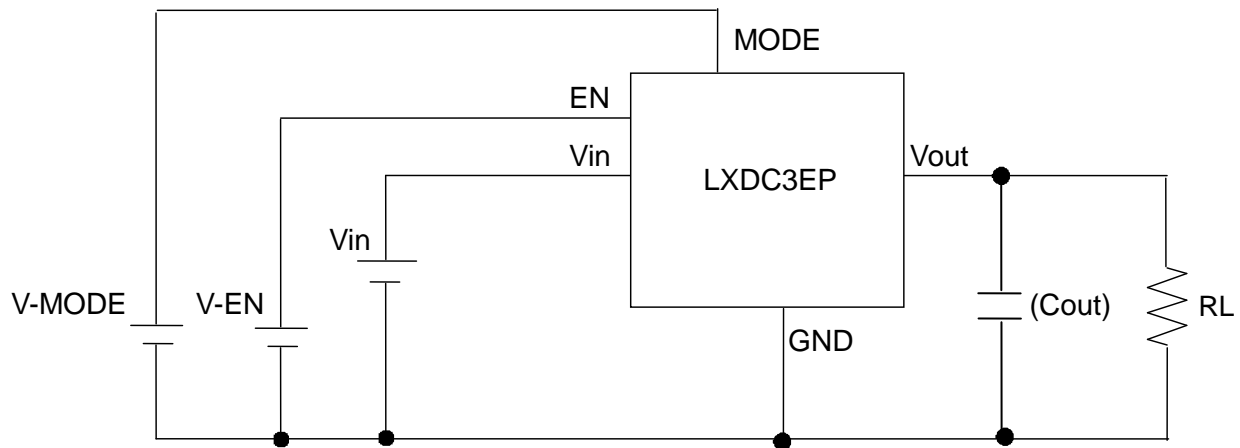 MODE
EN
Vin
LXDC3EP
Vout
Vin
V-MODE
V-EN
(Cout)
RL
GND